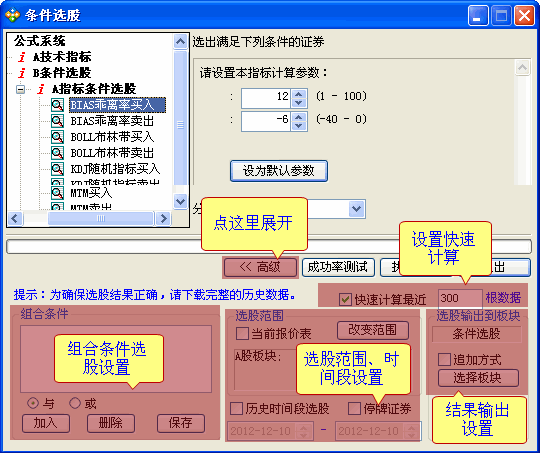 条件选股
公式系统
选出满足下列条件的证券
A技术指标
B条件选股
A指标条件选股
BIAS乖离率买入
BIAS乖离率卖出
BOLL布林带买入
BOLL布林带卖出
KDJ随机指标买入
KDJ随机指标卖出
MTM买入
MTM卖出
请设置本指标计算参数：
: 12 (1 - 100)
: -6 (-40 - 0)
设为默认参数
点这里展开
设置快速计算
<< 高级
成功率测试
出
提示：为确保选股结果正确，请下载完整的历史数据。
快速计算最近 300 根数据
组合条件
组合条件选股设置
与 或
加入 删除 保存
选股范围
当前报价表 改变范围
A股板块:
选股范围、时间段设置
历史时间段选股 停牌证券
2012-12-10 - 2012-12-10
选股输出到板块
条件选股
追加方式
选择板块
结果输出设置